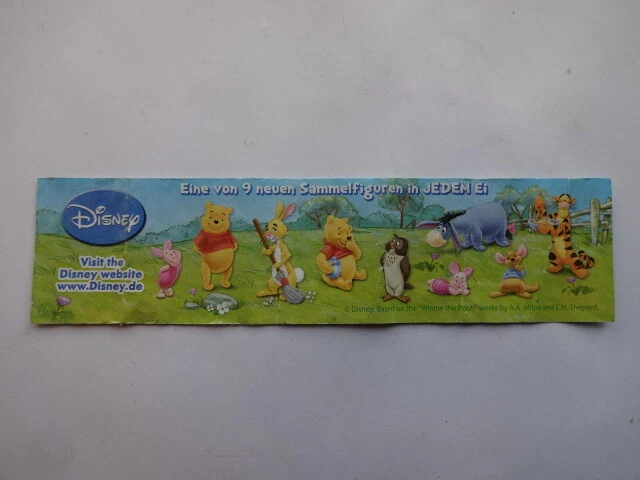 Eine von 9 neuen Sammelfiguren in JEDEM Ei
Disney
Visit the
Disney website
www.Disney.de
© Disney. Based on the "Winnie the Pooh" works by A.A. Milne and E.H. Shepard.